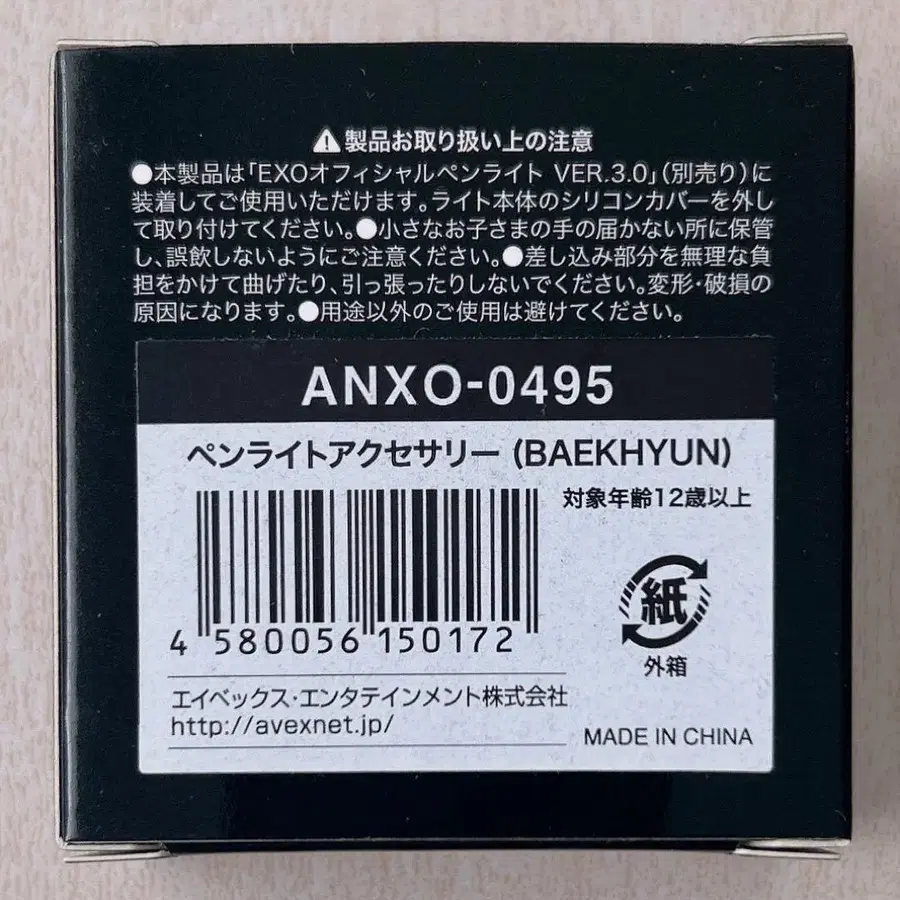 ⚠製品お取り扱い上の注意
●本製品は「EXOオフィシャルペンライト VER.3.0」(別売り)に
装着してご使用いただけます。ライト本体のシリコンカバーを外し
て取り付けてください。●小さなお子さまの手の届かない所に保管
し、誤飲しないようにご注意ください。●差し込み部分を無理な負
担をかけて曲げたり、引っ張ったりしないでください。変形・破損の
原因になります。●用途以外のご使用は避けてください。
ANXO-0495
ペンライトアクセサリー (BAEKHYUN)
対象年齢12歳以上
4 580056 150172
紙
外箱
エイベックス・エンタテインメント株式会社
http://avexnet.jp/
MADE IN CHINA